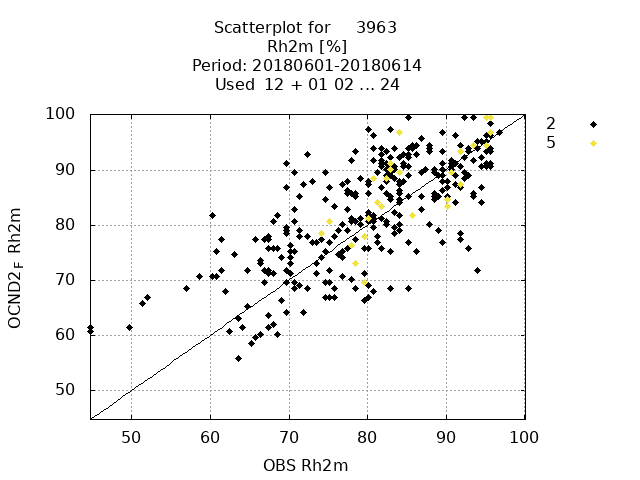 Scatterplot for 3963
Rh2m [%]
Period: 20180601-20180614
Used 12 + 01 02 ... 24
100
90
80
70
60
50
OCND2_F Rh2m
50 60 70 80 90 100
OBS Rh2m
2
5